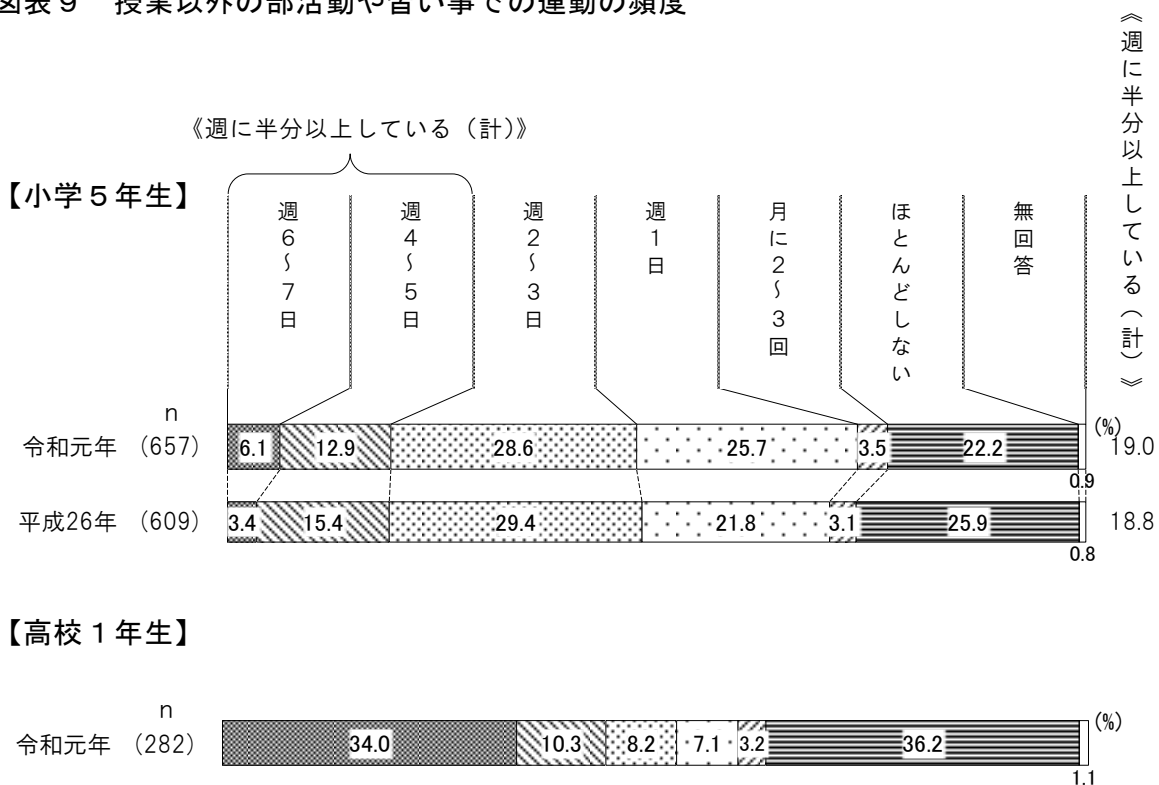 図表９　授業以外の部活動や習い事での運動の頻度
《週に半分以上している（計）》
《週に半分以上している（計）》
【小学５年生】
週６～７日
週４～５日
週２～３日
週１日
月に２～３回
ほとんどしない
無回答
n
(%)
令和元年 （657） 6.1 12.9 28.6 25.7 3.5 22.2 19.0
0.9
平成26年 （609） 3.4 15.4 29.4 21.8 3.1 25.9 18.8
0.8
【高校１年生】
n
(%)
令和元年 （282） 34.0 10.3 8.2 7.1 3.2 36.2
1.1